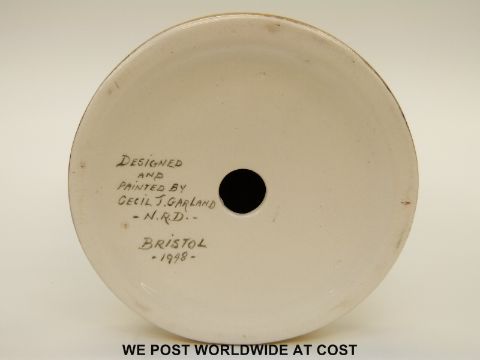 DESIGNED
AND
PAINTED BY
CECIL J. GARLAND
- N.R.D. -
BRISTOL
- 1948 -
WE POST WORLDWIDE AT COST